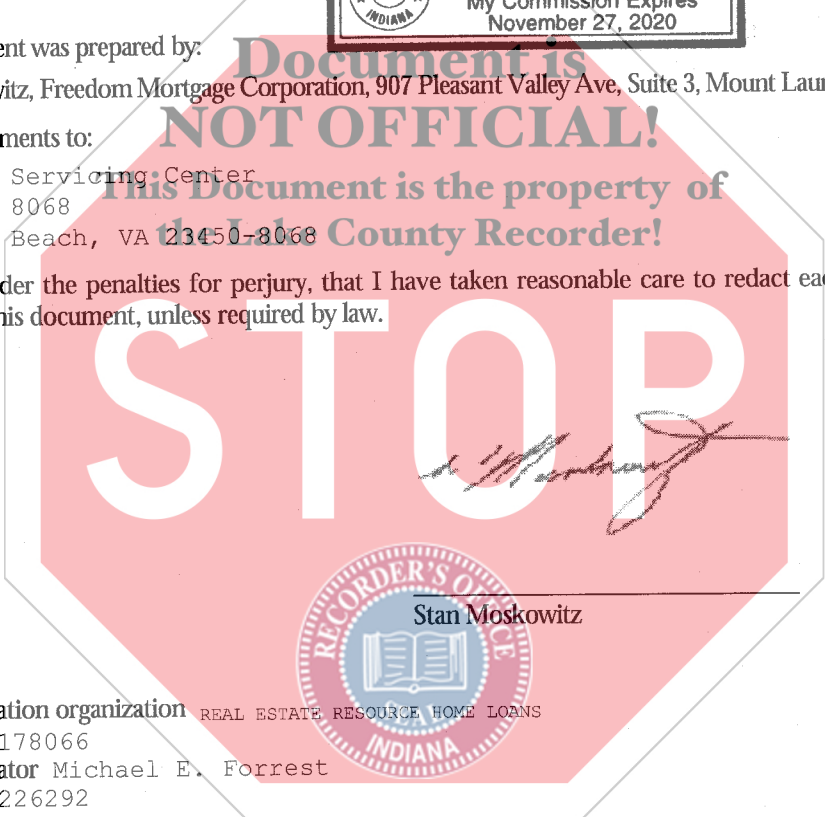 INDIANA
My Commission Expires
November 27, 2020
ent was prepared by:
Document is
itz, Freedom Mortgage Corporation, 907 Pleasant Valley Ave, Suite 3, Mount Laur
NOT OFFICIAL!
ments to:
Servicing Center
This Document is the property of
8068
the Lake County Recorder!
Beach, VA 23450-8068
der the penalties for perjury, that I have taken reasonable care to redact eac
his document, unless required by law.
STOP
RECORDER'S OFFICE
Stan Moskowitz
SEAL
ation organization REAL ESTATE RESOURCE HOME LOANS
INDIANA
178066
ator Michael E. Forrest
226292